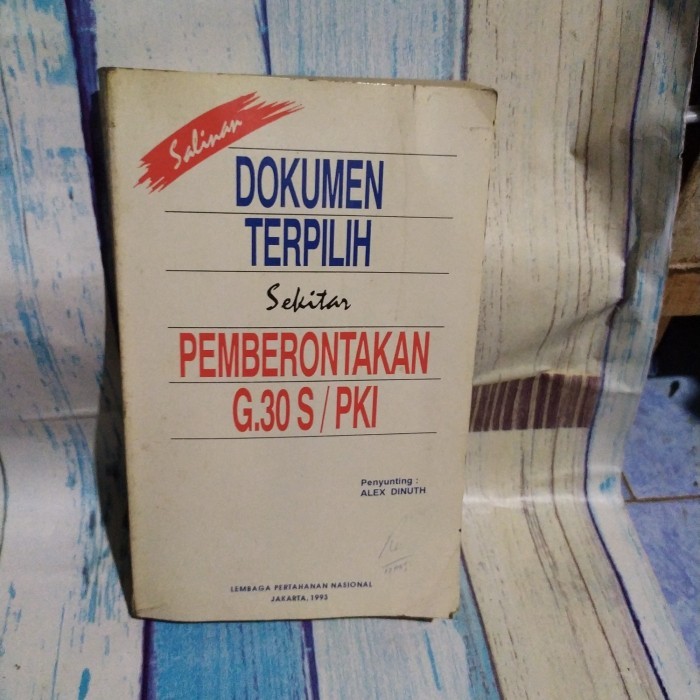 Salinan
DOKUMEN
TERPILIH
Sekitar
PEMBERONTAKAN
G.30 S / PKI
Penyunting :
ALEX DINUTH
LEMBAGA PERTAHANAN NASIONAL
JAKARTA, 1993